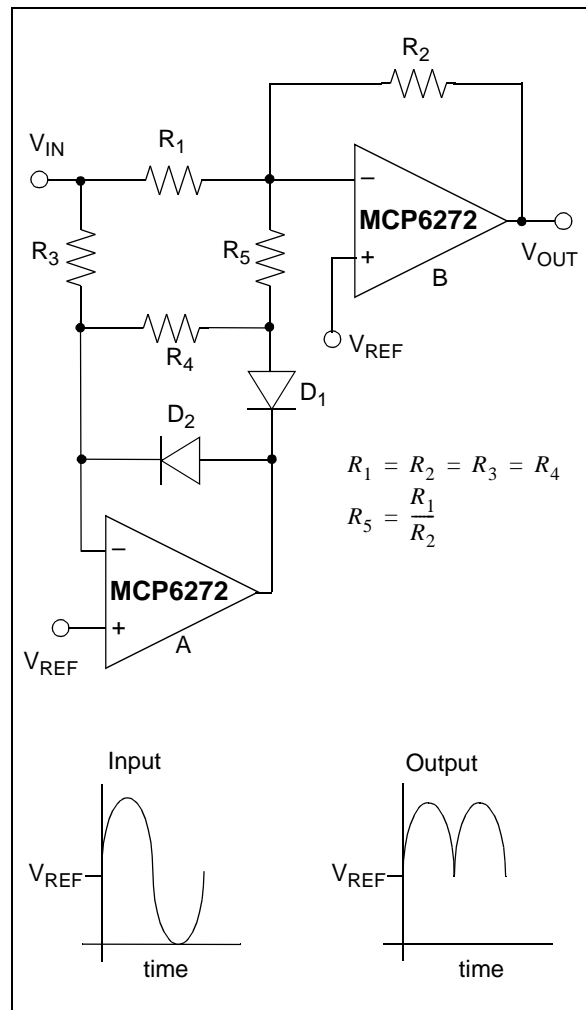 R2
VIN
R1
−
MCP6272
R3
R5
+
B
VOUT
R4
VREF
D1
D2
R1 = R2 = R3 = R4
R5 = R1/R2
−
MCP6272
+
A
VREF
Input
Output
VREF
VREF
time
time